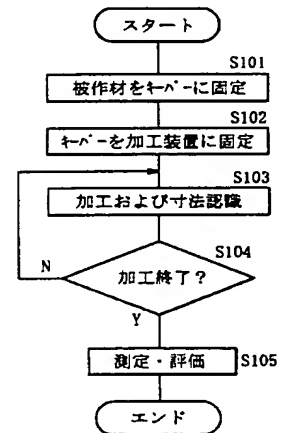 スタート
S101
被作材をキーパーに固定
S102
キーパーを加工装置に固定
S103
加工および寸法認識
S104
N
加工終了?
Y
測定・評価
S105
エンド